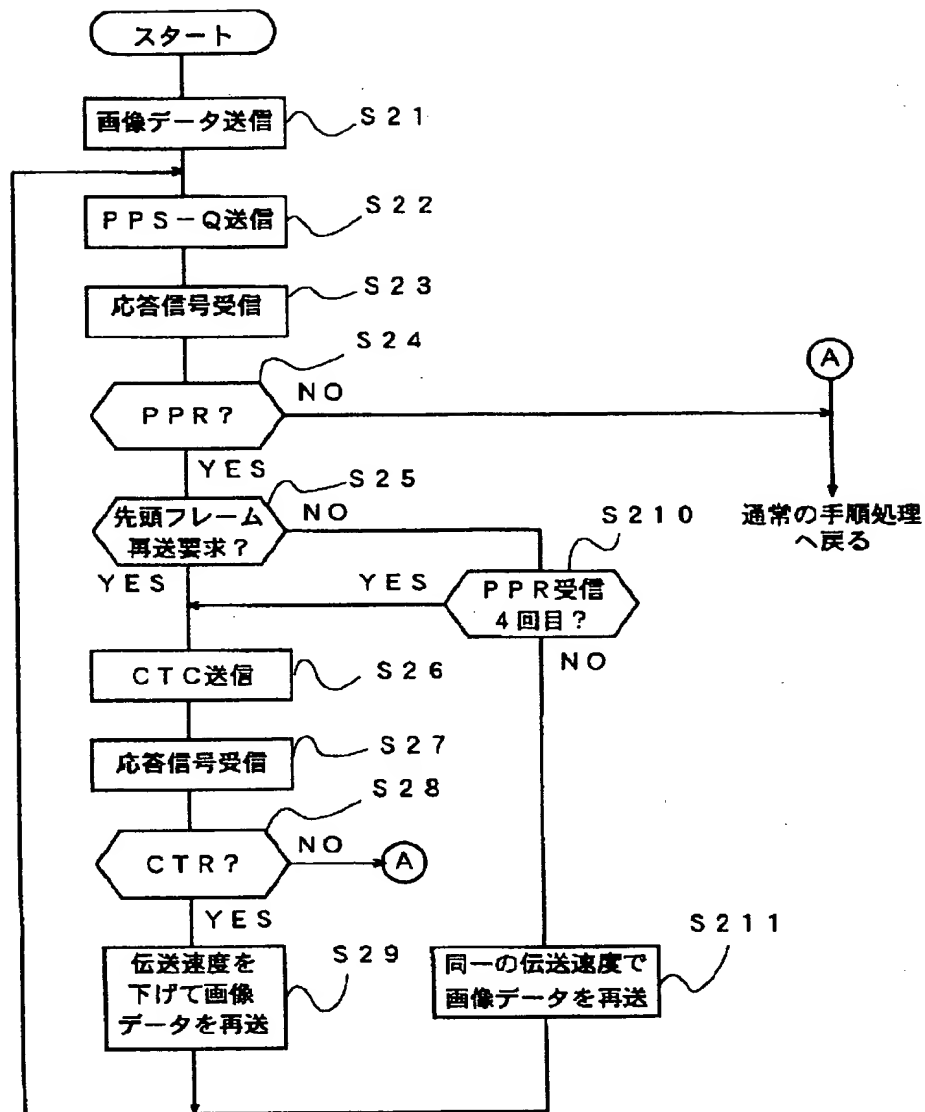 スタート
画像データ送信
S21
PPS-Q送信
S22
応答信号受信
S23
S24
PPR?
NO
A
YES
S25
先頭フレーム
再送要求?
NO
YES
S210
通常の手順処理
へ戻る
YES
PPR受信
4回目?
NO
CTC送信
S26
応答信号受信
S27
S28
CTR?
NO
A
YES
伝送速度を
下げて画像
データを再送
S29
同一の伝送速度で
画像データを再送
S211